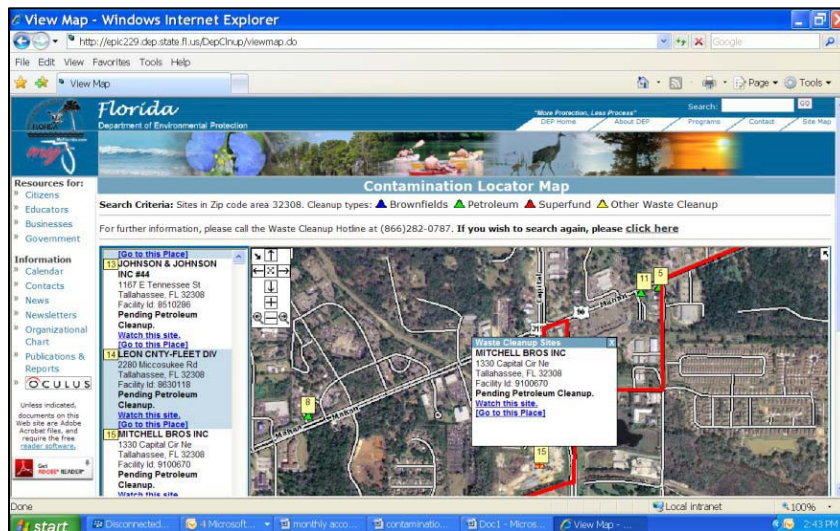 View Map - Windows Internet Explorer
http://epic229.dep.state.fl.us/DepClnup/viewmap.do
Google
File Edit View Favorites Tools Help
View Map
Page Tools
Florida
Department of Environmental Protection
"More Protection, Less Process"
Search:
GO
DEP Home About DEP Programs Contact Site Map
Contamination Locator Map
Resources for:
Citizens
Educators
Businesses
Government
Information
Calendar
Contacts
News
Newsletters
Organizational
Chart
Publications &
Reports
OCULUS
Unless indicated,
documents on this
Web site are Adobe
Acrobat files, and
require the free
reader software.
Get
ADOBE READER
Search Criteria: Sites in Zip code area 32308. Cleanup types: Brownfields Petroleum Superfund Other Waste Cleanup
For further information, please call the Waste Cleanup Hotline at (866)282-0787. If you wish to search again, please click here
[Go to this Place]
13 JOHNSON & JOHNSON
INC #44
1167 E Tennessee St
Tallahassee, FL 32308
Facility Id: 8510286
Pending Petroleum
Cleanup.
Watch this site.
[Go to this Place]
14 LEON CNTY-FLEET DIV
2280 Miccosukee Rd
Tallahassee, FL 32308
Facility Id: 8630118
Pending Petroleum
Cleanup.
Watch this site.
[Go to this Place]
15 MITCHELL BROS INC
1330 Capital Cir Ne
Tallahassee, FL 32308
Facility Id: 9100670
Pending Petroleum
Cleanup.
Watch this site.
11
5
Capital
Mahan
90
319
Waste Cleanup Sites X
MITCHELL BROS INC
1330 Capital Cir Ne
Tallahassee, FL 32308
Facility Id: 9100670
Pending Petroleum Cleanup.
Watch this site.
[Go to this Place]
8
Mahan Mahan
15
Done
Local intranet
100%
start
Disconnected...
4 Microsoft...
monthly acco...
contaminatio...
Doc1 - Micros...
View Map - ...
2:43 PM